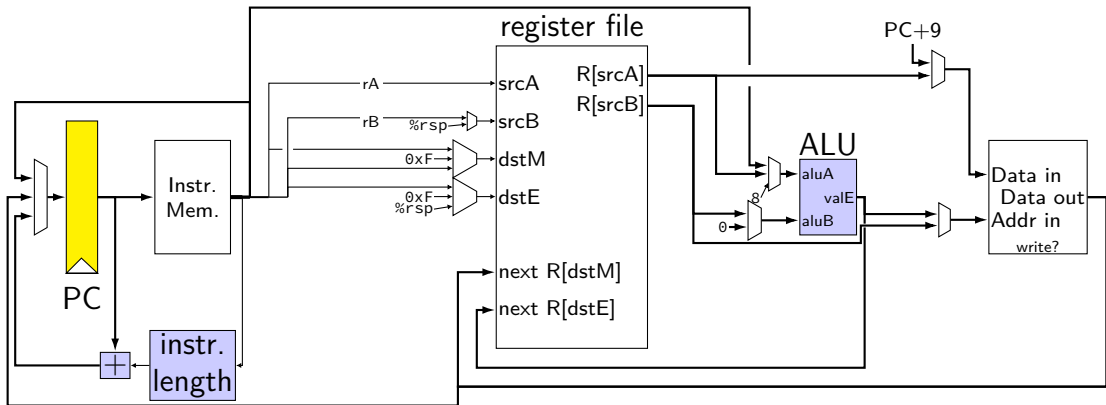 register file
PC+9
R[srcA]
rA
srcA
R[srcB]
rB
%rsp
srcB
ALU
0xF
dstM
Instr.
Mem.
aluA
Data in
8
valE
Data out
0xF
%rsp
dstE
0
aluB
Addr in
write?
next R[dstM]
PC
next R[dstE]
+
instr.
length